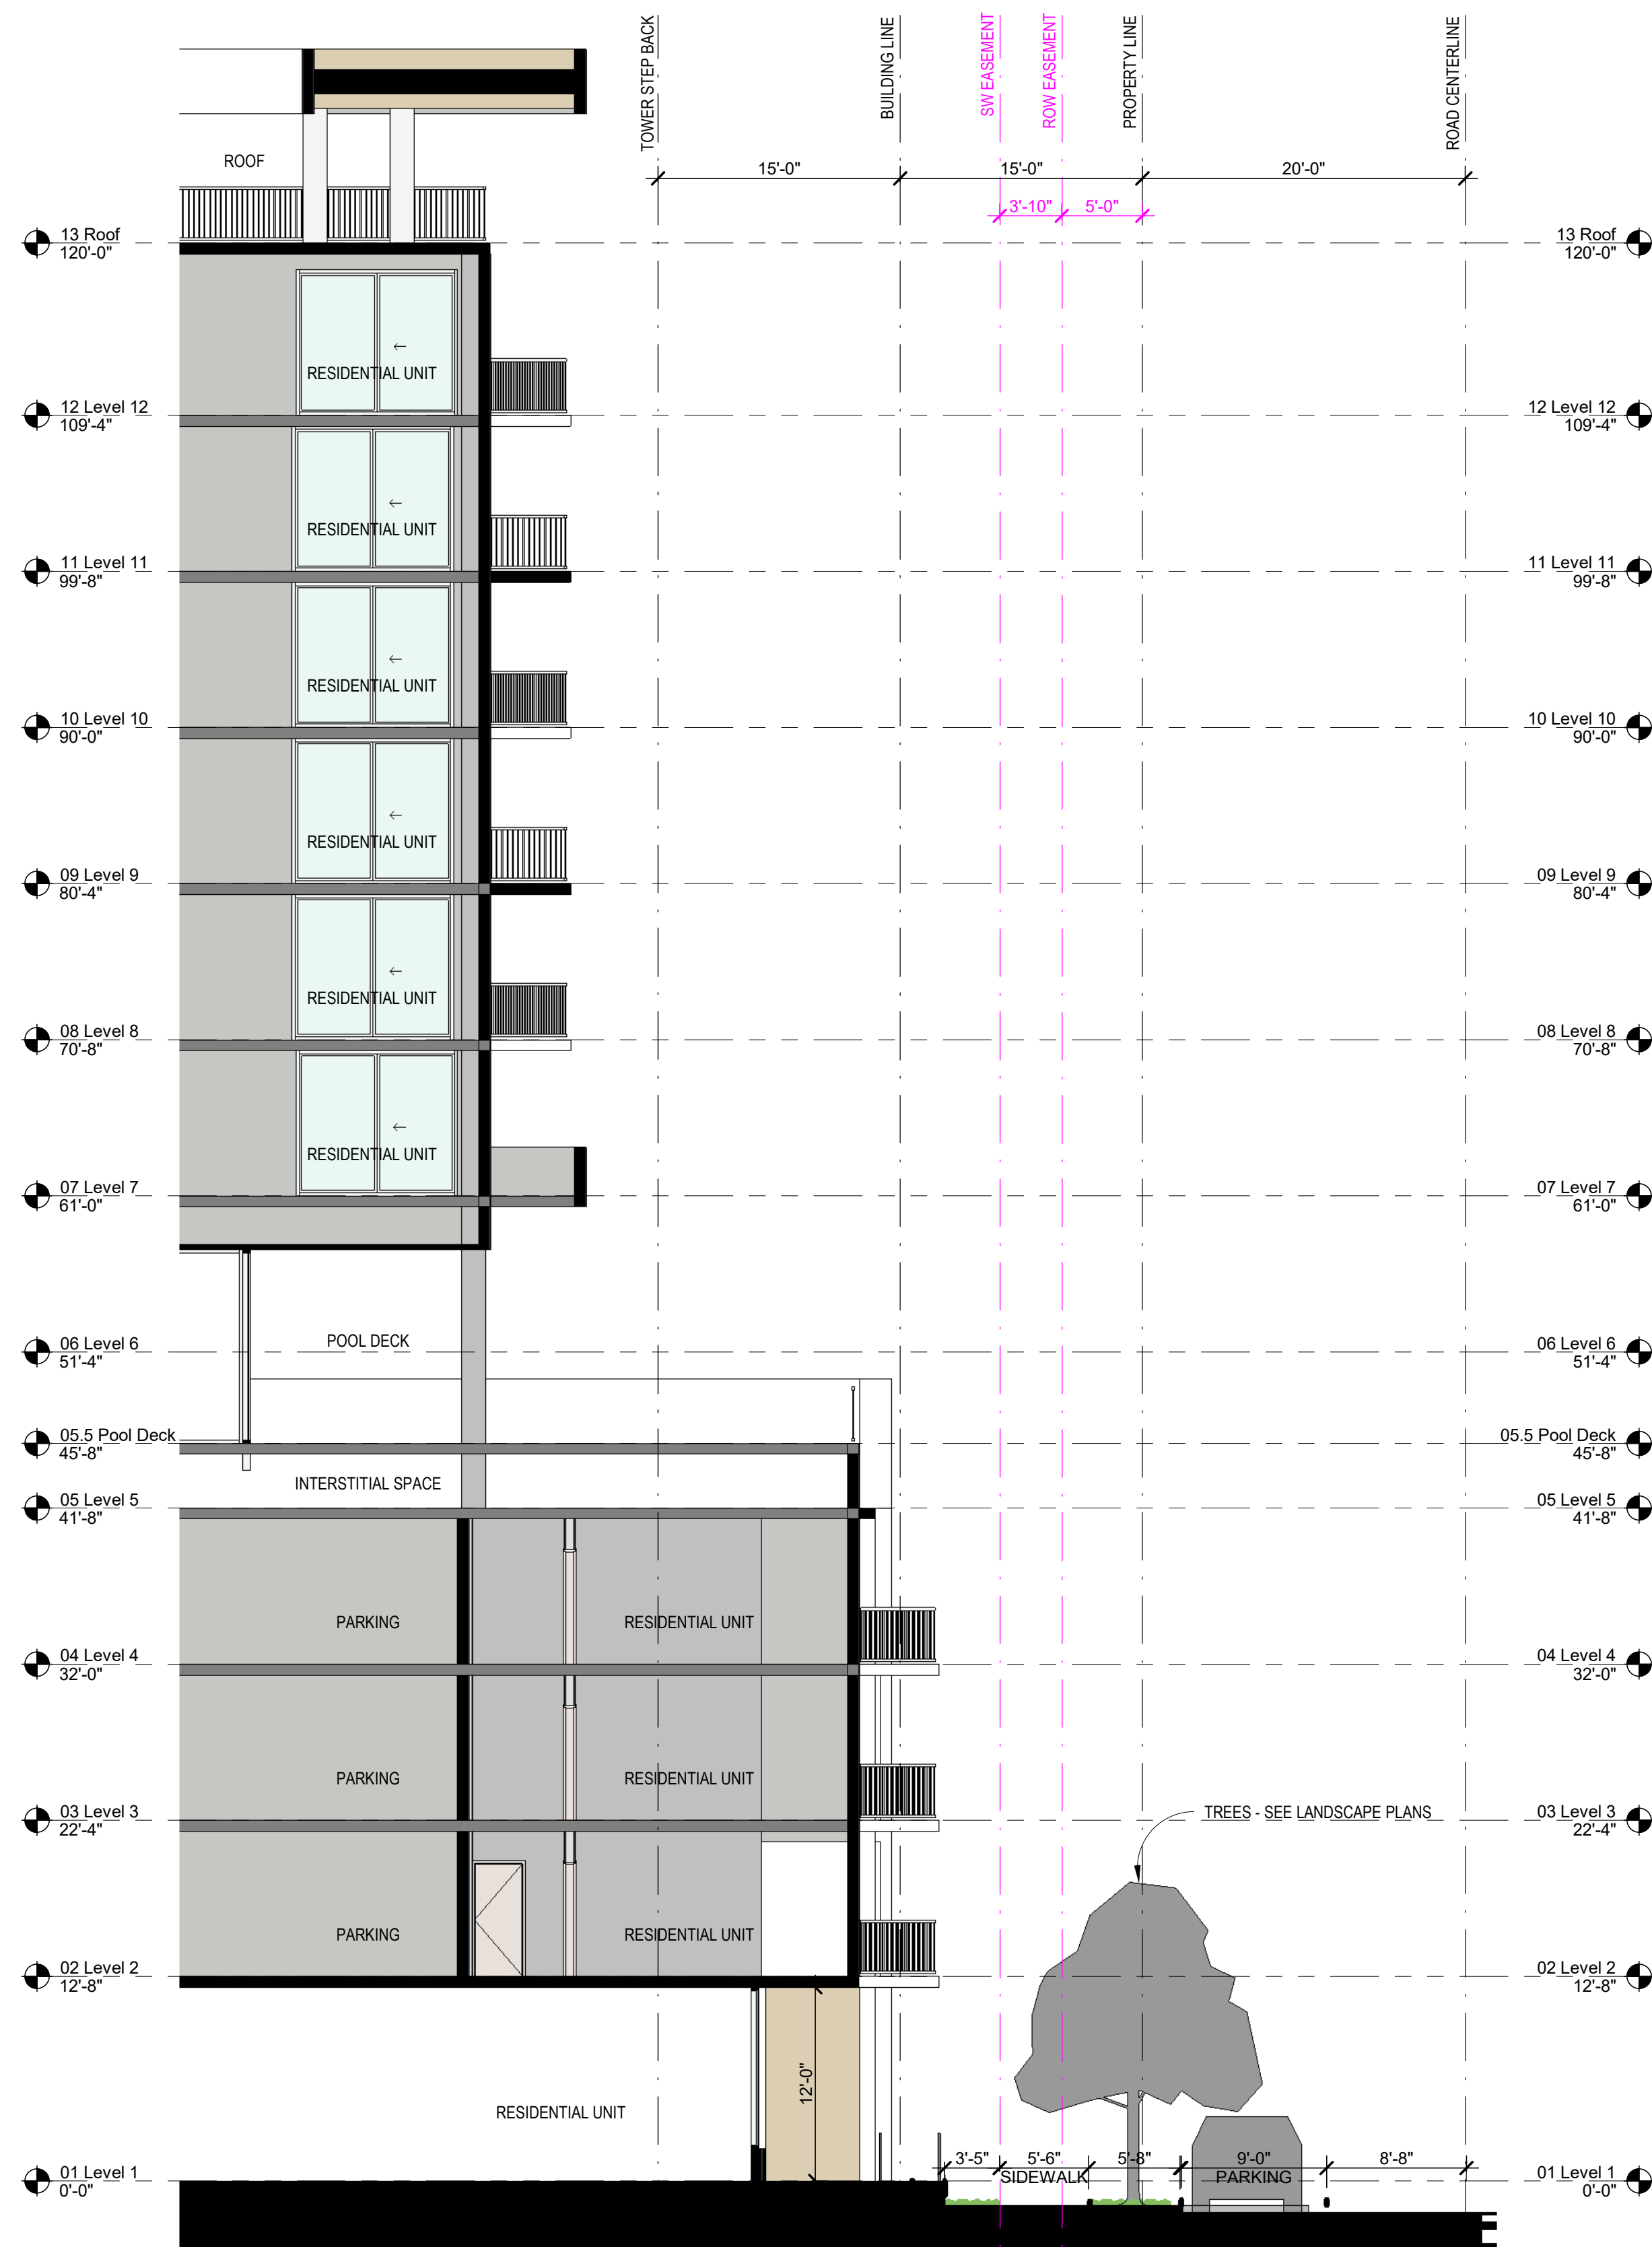 TOWER STEP BACK
BUILDING LINE
SW EASEMENT
ROW EASEMENT
PROPERTY LINE
ROAD CENTERLINE
ROOF
15'-0"
15'-0"
20'-0"
3'-10"
5'-0"
13 Roof
120'-0"
13 Roof
120'-0"
RESIDENTIAL UNIT
12 Level 12
109'-4"
12 Level 12
109'-4"
RESIDENTIAL UNIT
11 Level 11
99'-8"
11 Level 11
99'-8"
RESIDENTIAL UNIT
10 Level 10
90'-0"
10 Level 10
90'-0"
RESIDENTIAL UNIT
09 Level 9
80'-4"
09 Level 9
80'-4"
RESIDENTIAL UNIT
08 Level 8
70'-8"
08 Level 8
70'-8"
RESIDENTIAL UNIT
07 Level 7
61'-0"
07 Level 7
61'-0"
POOL DECK
06 Level 6
51'-4"
06 Level 6
51'-4"
05.5 Pool Deck
45'-8"
05.5 Pool Deck
45'-8"
INTERSTITIAL SPACE
05 Level 5
41'-8"
05 Level 5
41'-8"
PARKING
RESIDENTIAL UNIT
04 Level 4
32'-0"
04 Level 4
32'-0"
PARKING
RESIDENTIAL UNIT
TREES - SEE LANDSCAPE PLANS
03 Level 3
22'-4"
03 Level 3
22'-4"
PARKING
RESIDENTIAL UNIT
02 Level 2
12'-8"
02 Level 2
12'-8"
12'-0"
RESIDENTIAL UNIT
3'-5"
5'-6"
5'-8"
9'-0"
8'-8"
SIDEWALK
PARKING
01 Level 1
0'-0"
01 Level 1
0'-0"